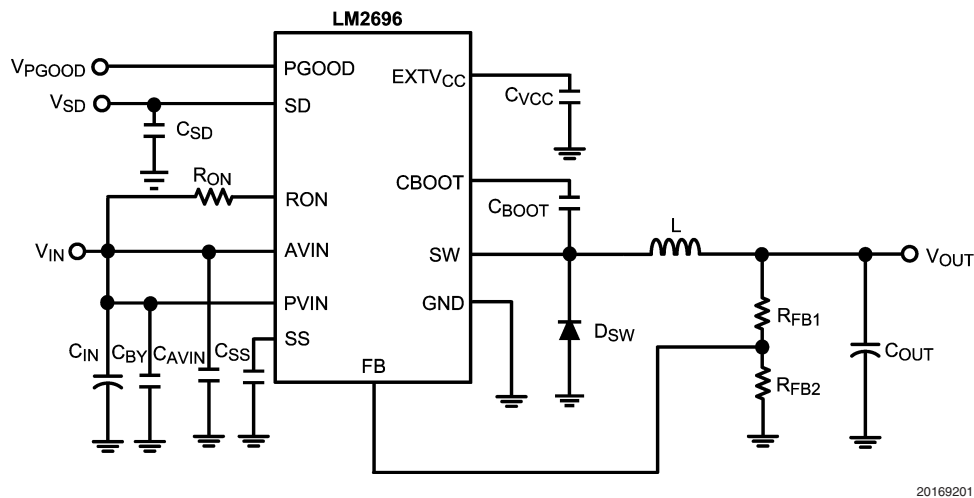 LM2696
VPGOOD
PGOOD
EXTVCC
VSD
SD
CVCC
CSD
RON
RON
CBOOT
CBOOT
L
VIN
AVIN
SW
VOUT
PVIN
GND
RFB1
DSW
SS
CIN
CBY
CAVIN
CSS
FB
COUT
RFB2
20169201